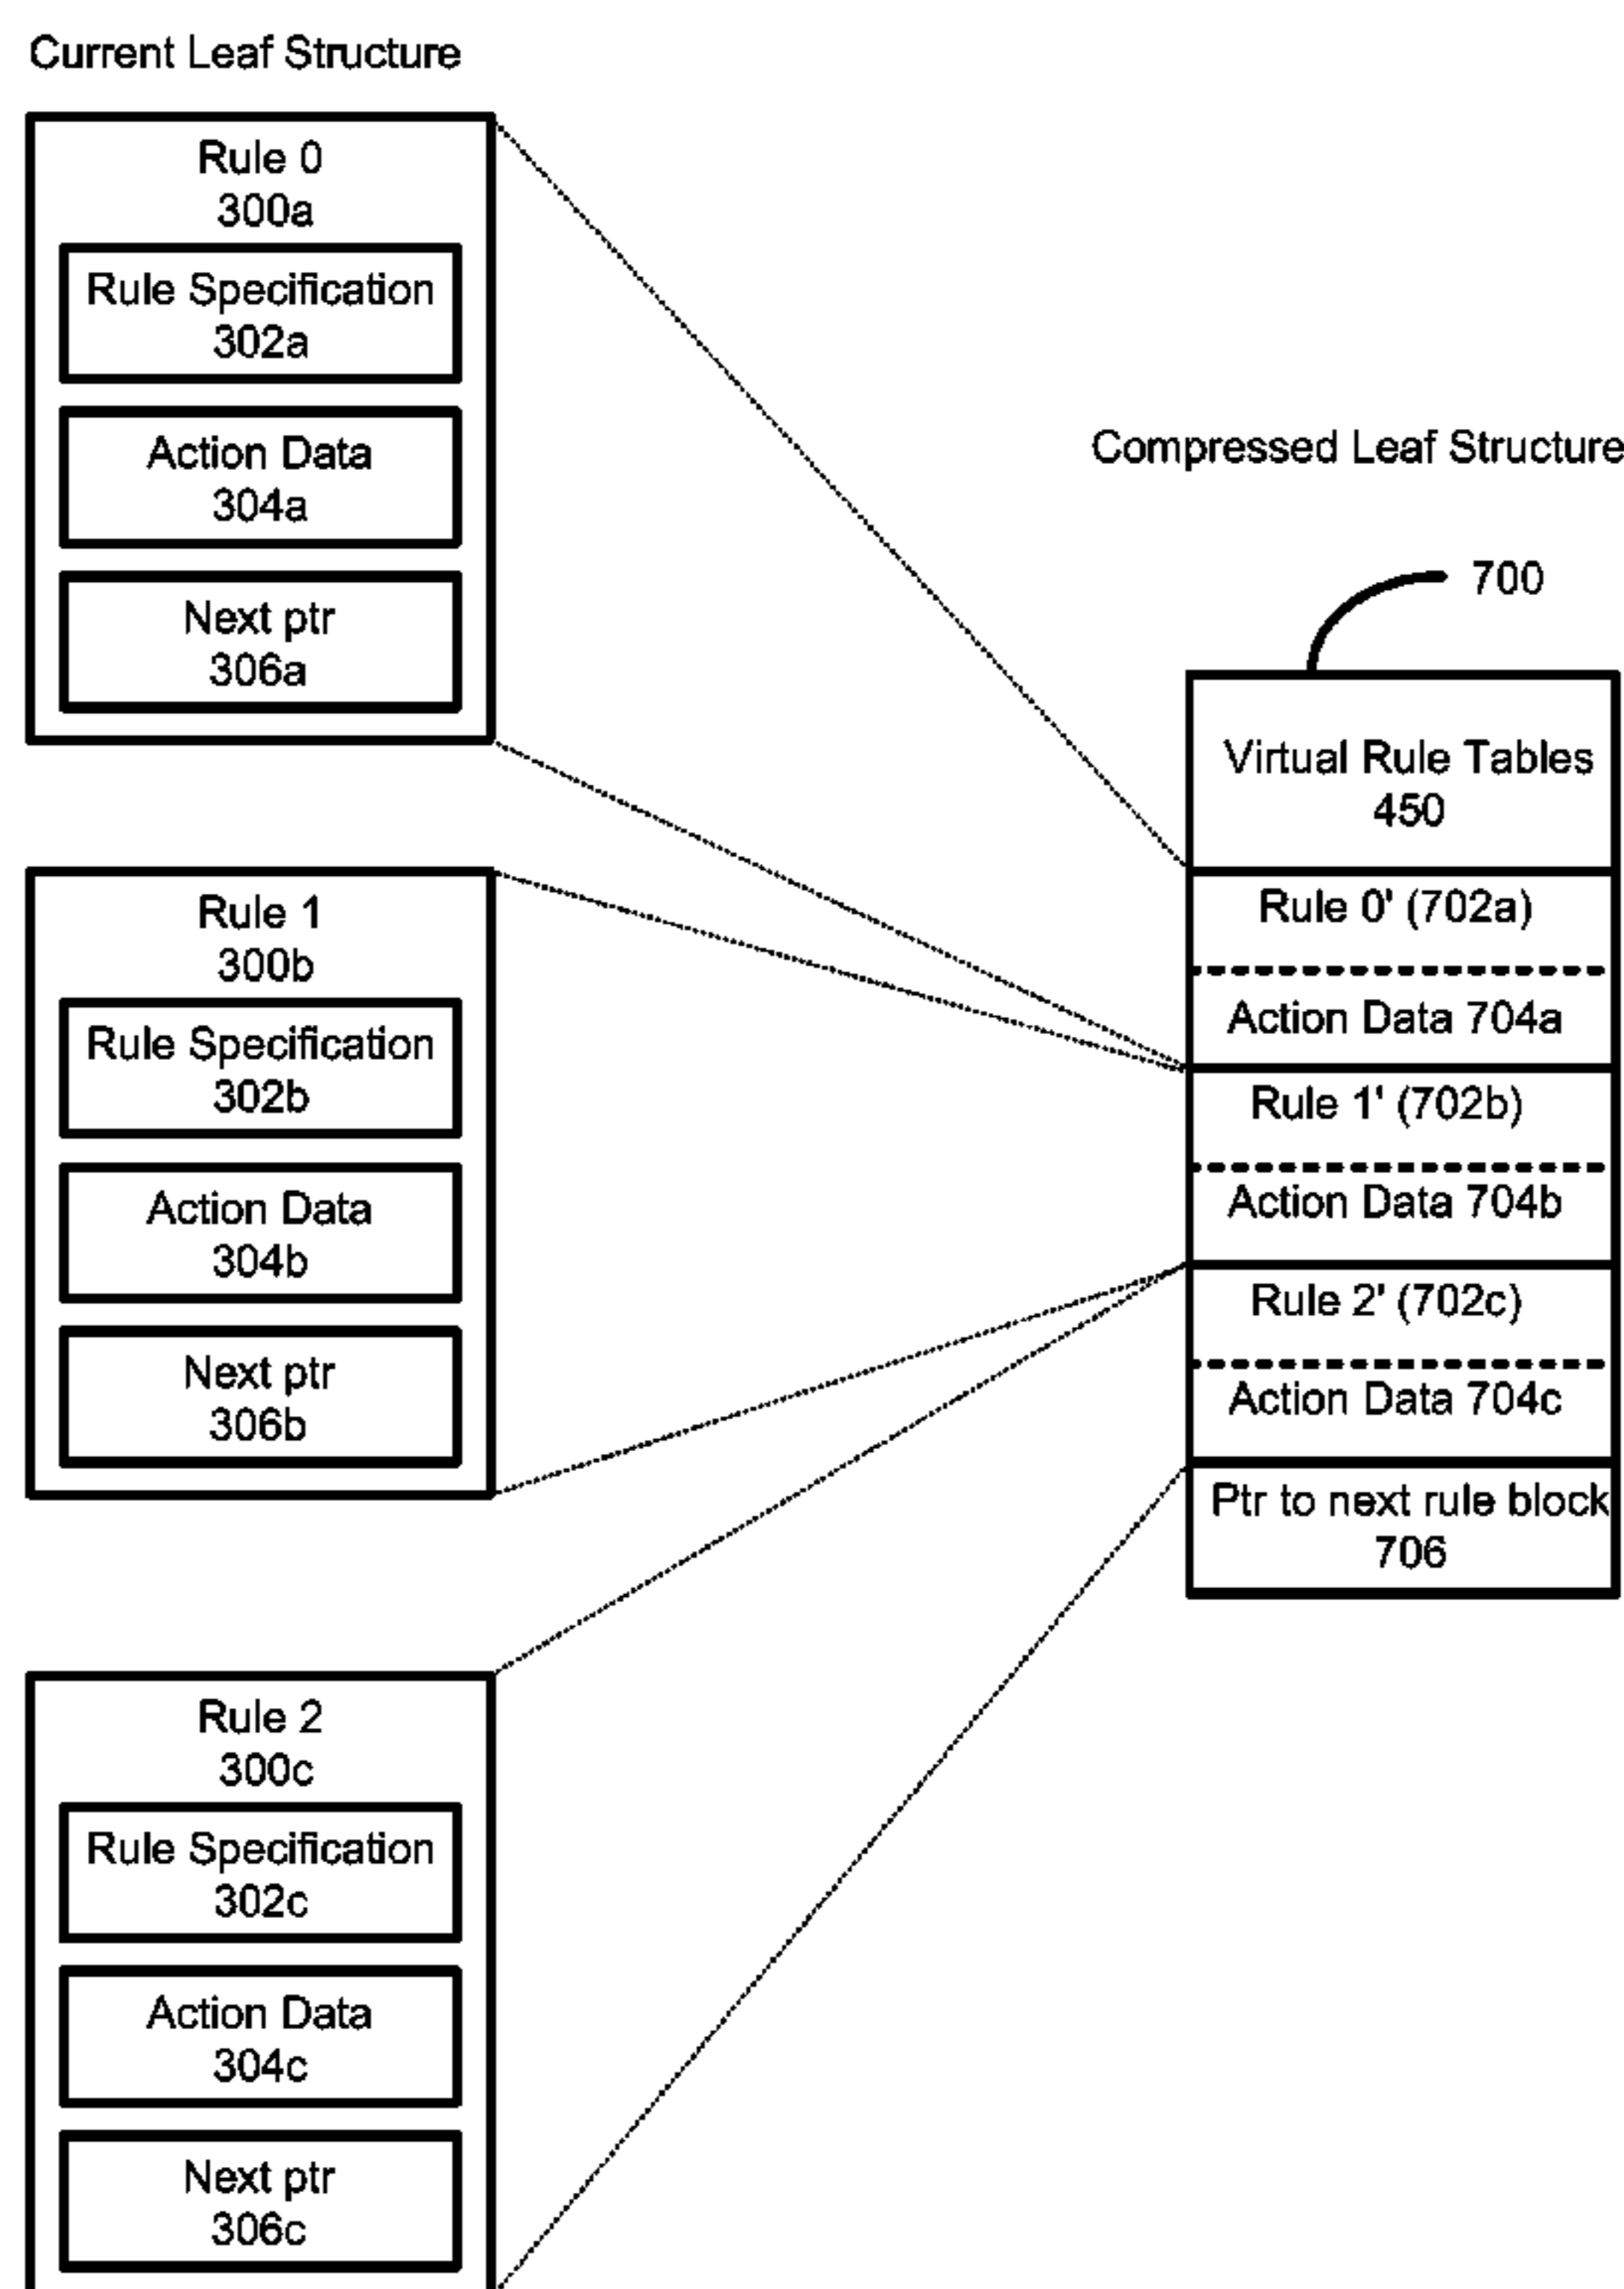 Current Leaf Structure
Rule 0
300a
Rule Specification
302a
Action Data
304a
Next ptr
306a
Rule 1
300b
Rule Specification
302b
Action Data
304b
Next ptr
306b
Rule 2
300c
Rule Specification
302c
Action Data
304c
Next ptr
306c
Compressed Leaf Structure
700
Virtual Rule Tables
450
Rule 0' (702a)
Action Data 704a
Rule 1' (702b)
Action Data 704b
Rule 2' (702c)
Action Data 704c
Ptr to next rule block
706